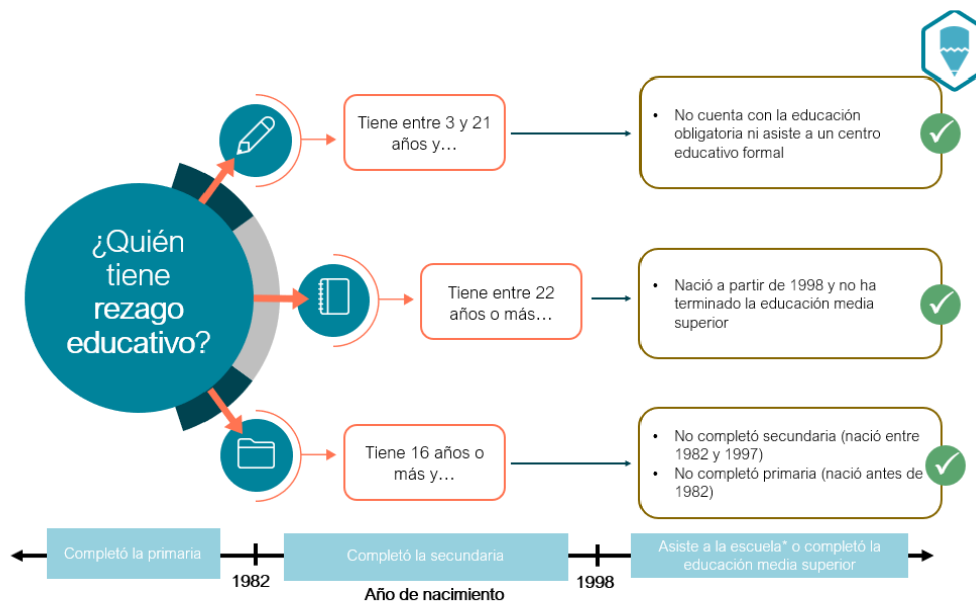 ¿Quién
tiene
rezago
educativo?
Tiene entre 3 y 21
años y…
• No cuenta con la educación
obligatoria ni asiste a un centro
educativo formal
Tiene entre 22
años o más…
• Nació a partir de 1998 y no ha
terminado la educación media
superior
Tiene 16 años o
más y…
• No completó secundaria (nació entre
1982 y 1997)
• No completó primaria (nació antes de
1982)
Completó la primaria
1982
Completó la secundaria
1998
Asiste a la escuela* o completó la
educación media superior
Año de nacimiento